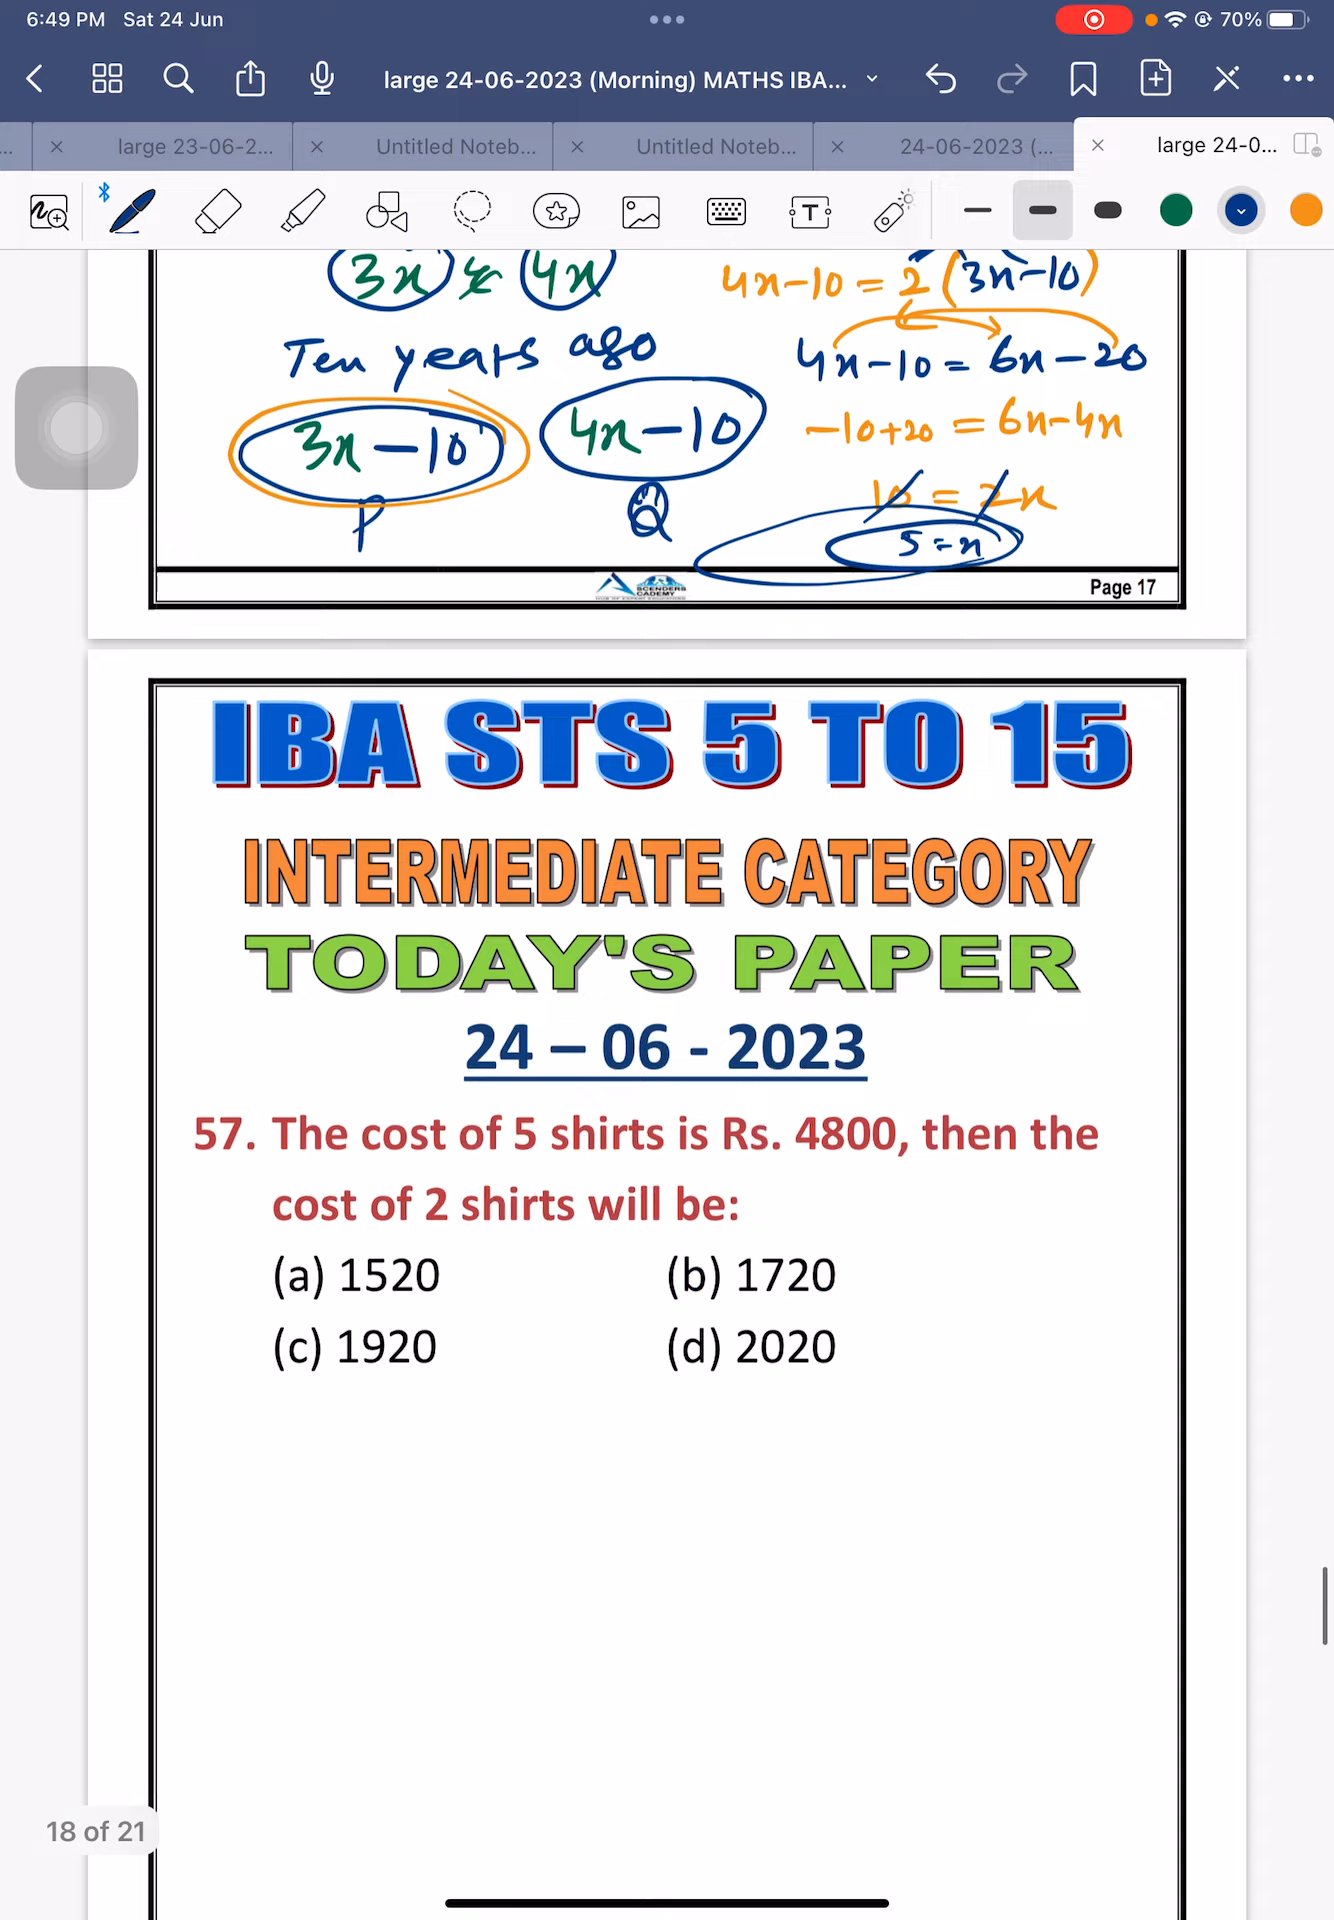 6:49 PM Sat 24 Jun
70%
large 24-06-2023 (Morning) MATHS IBA...
large 23-06-2...
Untitled Noteb...
Untitled Noteb...
24-06-2023 (...
large 24-0...
3x & 4x
4x-10 = 2 (3x-10)
Ten years ago
4x-10 = 6x-20
3x-10
4x-10
-10+20 = 6x-4x
10 = 2x
P
Q
5 = x
SCENDERS
CADEMY
Page 17
IBA STS 5 TO 15
INTERMEDIATE CATEGORY
TODAY'S PAPER
24 – 06 - 2023
57. The cost of 5 shirts is Rs. 4800, then the
cost of 2 shirts will be:
(a) 1520 (b) 1720
(c) 1920 (d) 2020
18 of 21